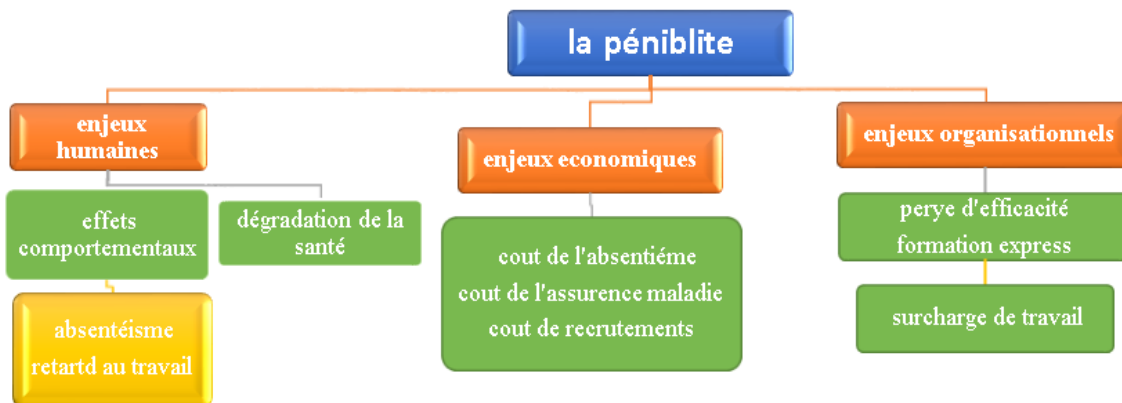 la péniblite
enjeux
humaines
enjeux economiques
enjeux organisationnels
effets
comportementaux
dégradation de la
santé
absentéisme
retartd au travail
cout de l'absentiéme
cout de l'assurence maladie
cout de recrutements
perye d'efficacité
formation express
surcharge de travail